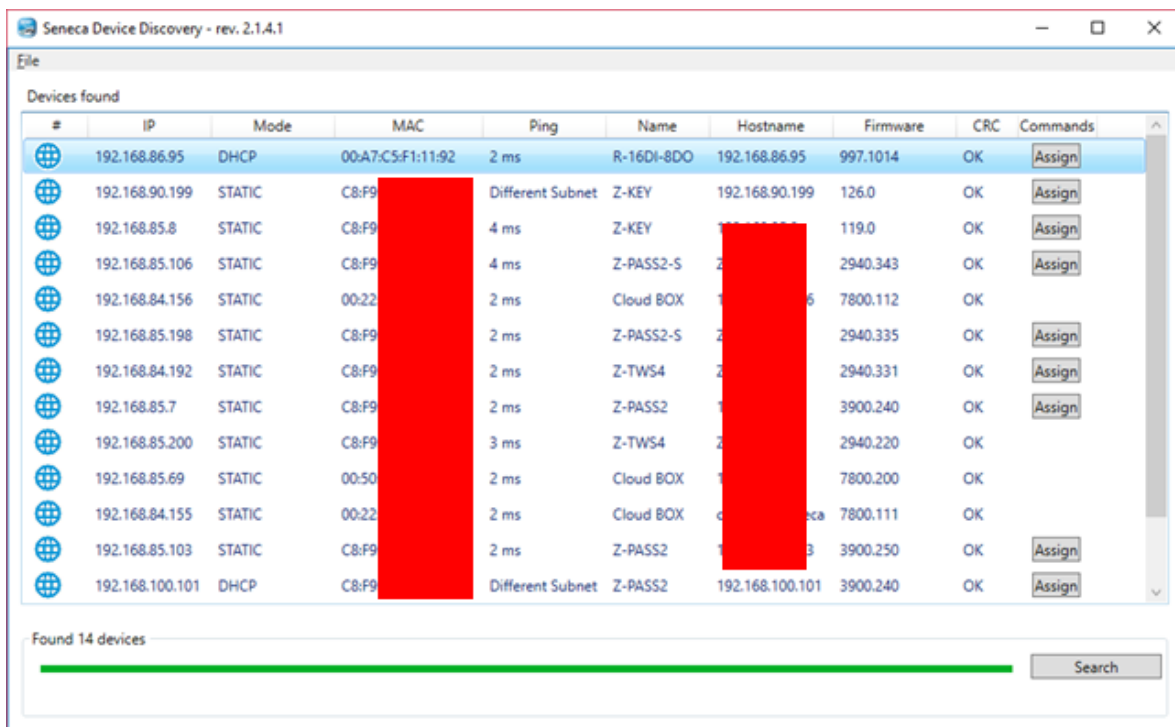 Seneca Device Discovery - rev. 2.1.4.1
File
Devices found
# IP Mode MAC Ping Name Hostname Firmware CRC Commands
192.168.86.95 DHCP 00:A7:C5:F1:11:92 2 ms R-16DI-8DO 192.168.86.95 997.1014 OK Assign
192.168.90.199 STATIC C8:F9 Different Subnet Z-KEY 192.168.90.199 126.0 OK Assign
192.168.85.8 STATIC C8:F9 4 ms Z-KEY 119.0 OK Assign
192.168.85.106 STATIC C8:F9 4 ms Z-PASS2-S 2940.343 OK Assign
192.168.84.156 STATIC 00:22 2 ms Cloud BOX 1 6 7800.112 OK
192.168.85.198 STATIC C8:F9 2 ms Z-PASS2-S 2940.335 OK Assign
192.168.84.192 STATIC C8:F9 2 ms Z-TWS4 2940.331 OK Assign
192.168.85.7 STATIC C8:F9 2 ms Z-PASS2 1 3900.240 OK Assign
192.168.85.200 STATIC C8:F9 3 ms Z-TWS4 2940.220 OK
192.168.85.69 STATIC 00:50 2 ms Cloud BOX 1 7800.200 OK
192.168.84.155 STATIC 00:22 2 ms Cloud BOX eca 7800.111 OK
192.168.85.103 STATIC C8:F9 2 ms Z-PASS2 1 3 3900.250 OK Assign
192.168.100.101 DHCP C8:F9 Different Subnet Z-PASS2 192.168.100.101 3900.240 OK Assign
Found 14 devices
Search